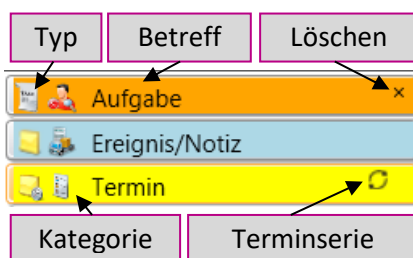 Typ Betreff Löschen
Aufgabe ×
Ereignis/Notiz
Termin
Kategorie Terminserie